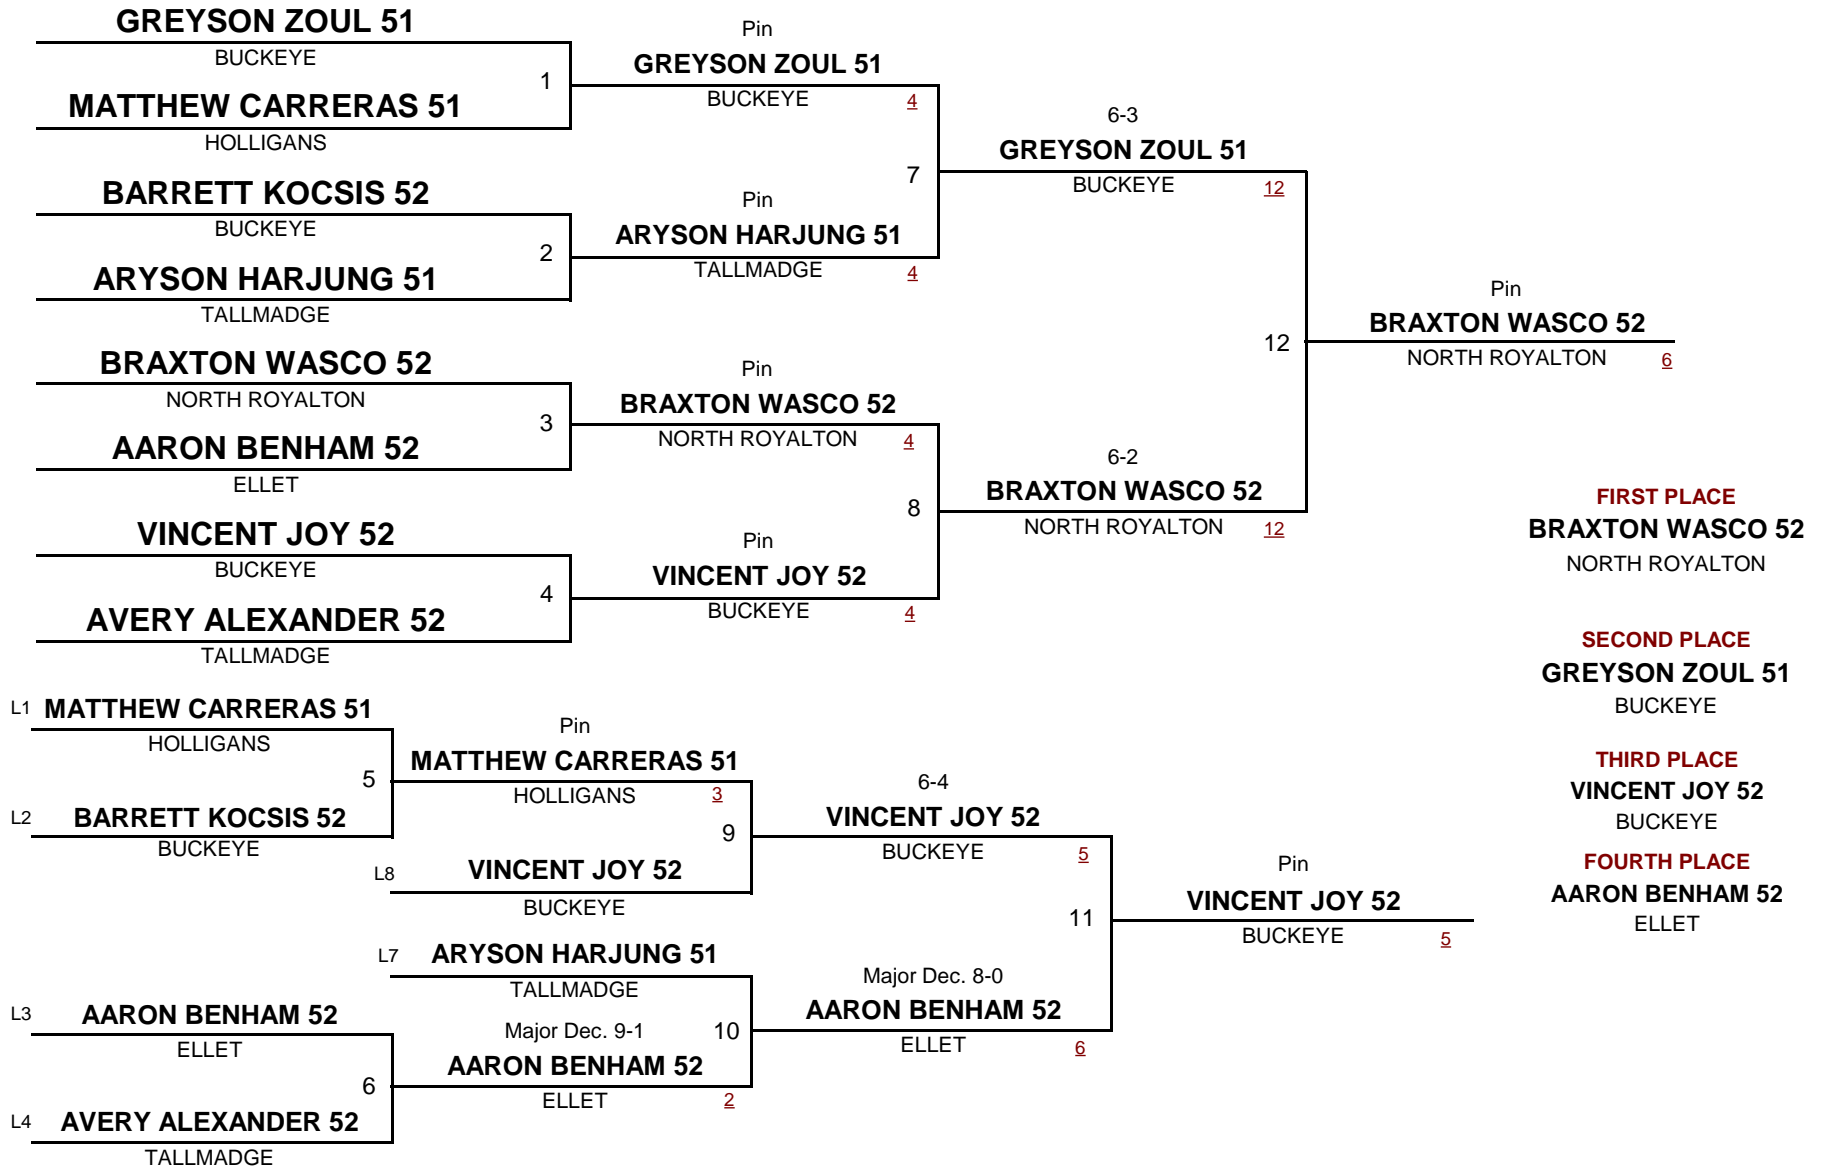 GREYSON ZOUL 51
BUCKEYE
1
MATTHEW CARRERAS 51
HOLLIGANS
Pin
GREYSON ZOUL 51
BUCKEYE 4
BARRETT KOCSIS 52
BUCKEYE
2
ARYSON HARJUNG 51
TALLMADGE
Pin
ARYSON HARJUNG 51
TALLMADGE 4
7
6-3
GREYSON ZOUL 51
BUCKEYE 12
BRAXTON WASCO 52
NORTH ROYALTON
3
AARON BENHAM 52
ELLET
Pin
BRAXTON WASCO 52
NORTH ROYALTON 4
VINCENT JOY 52
BUCKEYE
4
AVERY ALEXANDER 52
TALLMADGE
Pin
VINCENT JOY 52
BUCKEYE 4
8
6-2
BRAXTON WASCO 52
NORTH ROYALTON 12
12
Pin
BRAXTON WASCO 52
NORTH ROYALTON 6
FIRST PLACE
BRAXTON WASCO 52
NORTH ROYALTON
SECOND PLACE
GREYSON ZOUL 51
BUCKEYE
THIRD PLACE
VINCENT JOY 52
BUCKEYE
FOURTH PLACE
AARON BENHAM 52
ELLET
L1 MATTHEW CARRERAS 51
HOLLIGANS
5
L2 BARRETT KOCSIS 52
BUCKEYE
Pin
MATTHEW CARRERAS 51
HOLLIGANS 3
9
L8 VINCENT JOY 52
BUCKEYE
6-4
VINCENT JOY 52
BUCKEYE 5
L7 ARYSON HARJUNG 51
TALLMADGE
L3 AARON BENHAM 52
ELLET
6
L4 AVERY ALEXANDER 52
TALLMADGE
Major Dec. 9-1
10
AARON BENHAM 52
ELLET 2
Major Dec. 8-0
AARON BENHAM 52
ELLET 6
11
Pin
VINCENT JOY 52
BUCKEYE 5